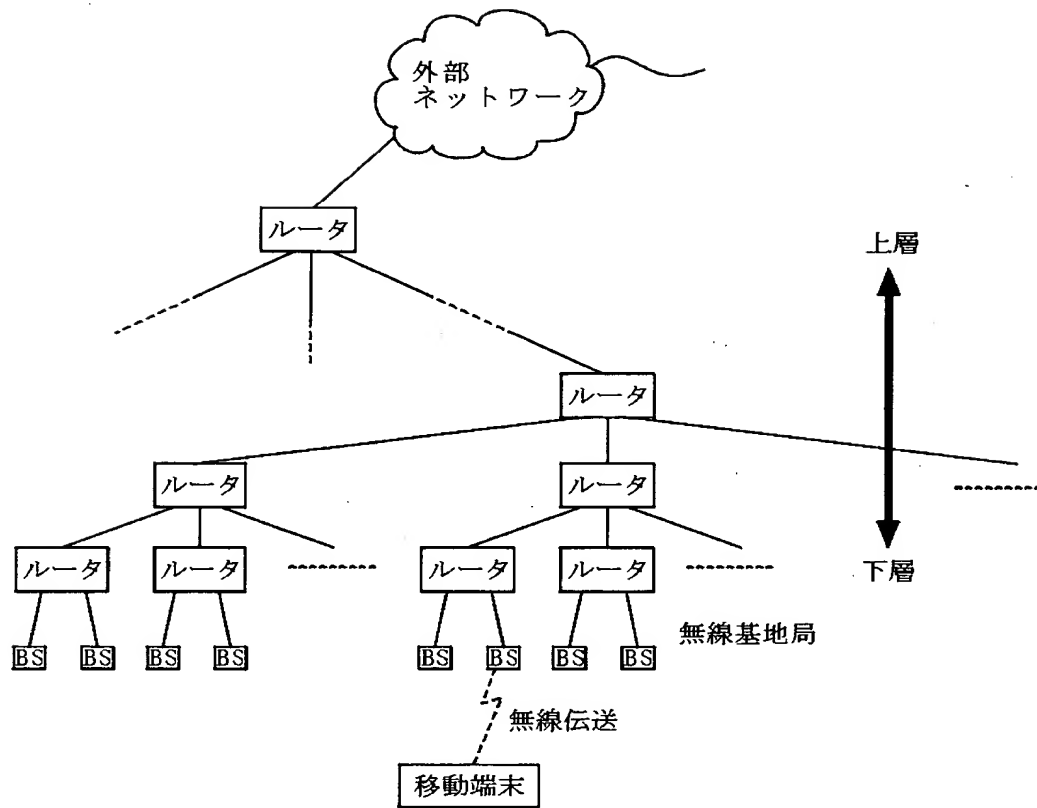 外部
ネットワーク
ルータ
上層
ルータ
ルータ
ルータ
ルータ
ルータ
ルータ
ルータ
下層
BS
BS
BS
BS
BS
BS
BS
BS
無線基地局
無線伝送
移動端末